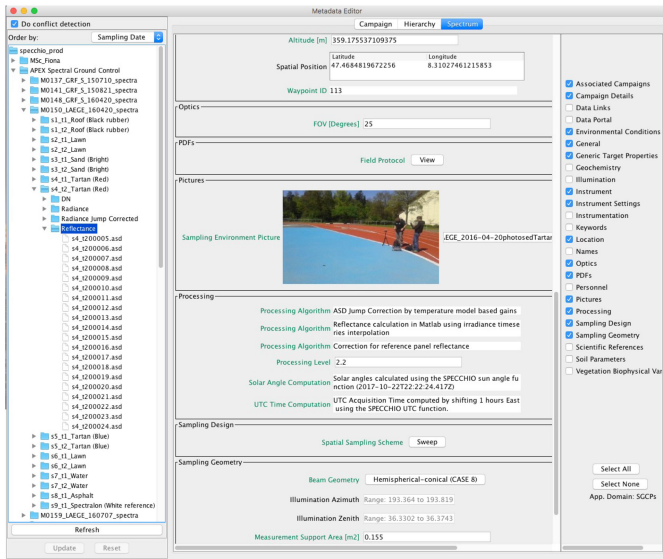 Metadata Editor
Do conflict detection
Order by:
Sampling Date
specchio_prod
MSc_Fiona
APEX Spectral Ground Control
M0137_GRF_S_150710_spectra
M0141_GRF_S_150821_spectra
M0148_GRF_S_160420_spectra
M0150_LAEGE_160420_spectra
s1_t1_Roof (Black rubber)
s1_t2_Roof (Black rubber)
s2_t1_Lawn
s2_t2_Lawn
s3_t1_Sand (Bright)
s3_t2_Sand (Bright)
s4_t1_Tartan (Red)
s4_t2_Tartan (Red)
DN
Radiance
Radiance Jump Corrected
Reflectance
s4_t200005.asd
s4_t200006.asd
s4_t200007.asd
s4_t200008.asd
s4_t200009.asd
s4_t200010.asd
s4_t200011.asd
s4_t200012.asd
s4_t200013.asd
s4_t200014.asd
s4_t200015.asd
s4_t200016.asd
s4_t200017.asd
s4_t200018.asd
s4_t200019.asd
s4_t200020.asd
s4_t200021.asd
s4_t200022.asd
s4_t200023.asd
s4_t200024.asd
s5_t1_Tartan (Blue)
s5_t2_Tartan (Blue)
s6_t1_Lawn
s6_t2_Lawn
s7_t1_Water
s7_t2_Water
s8_t1_Asphalt
s9_t1_Spectralon (White reference)
M0159_LAEGE_160707_spectra
Refresh
Update Reset
Campaign Hierarchy Spectrum
Altitude [m] 359.175537109375
Latitude Longitude
Spatial Position 47.4684819672256 8.31027461215853
Waypoint ID 113
Optics
FOV [Degrees] 25
PDFs
Field Protocol View
Pictures
Sampling Environment Picture .EGE_2016-04-20photosedTartar
Processing
Processing Algorithm ASD Jump Correction by temperature model based gains
Processing Algorithm Reflectance calculation in Matlab using irradiance timese
ries interpolation
Processing Algorithm Correction for reference panel reflectance
Processing Level 2.2
Solar Angle Computation Solar angles calculated using the SPECCHIO sun angle fu
nction (2017-10-22T22:22:24.417Z)
UTC Time Computation UTC Acquisition Time computed by shifting 1 hours East
using the SPECCHIO UTC function.
Sampling Design
Spatial Sampling Scheme Sweep
Sampling Geometry
Beam Geometry Hemispherical-conical (CASE 8)
Illumination Azimuth Range: 193.364 to 193.819
Illumination Zenith Range: 36.3302 to 36.3743
Measurement Support Area [m2] 0.155
Associated Campaigns
Campaign Details
Data Links
Data Portal
Environmental Conditions
General
Generic Target Properties
Geochemistry
Illumination
Instrument
Instrument Settings
Instrumentation
Keywords
Location
Names
Optics
PDFs
Personnel
Pictures
Processing
Sampling Design
Sampling Geometry
Scientific References
Soil Parameters
Vegetation Biophysical Var
Select All
Select None
App. Domain: SGCPs